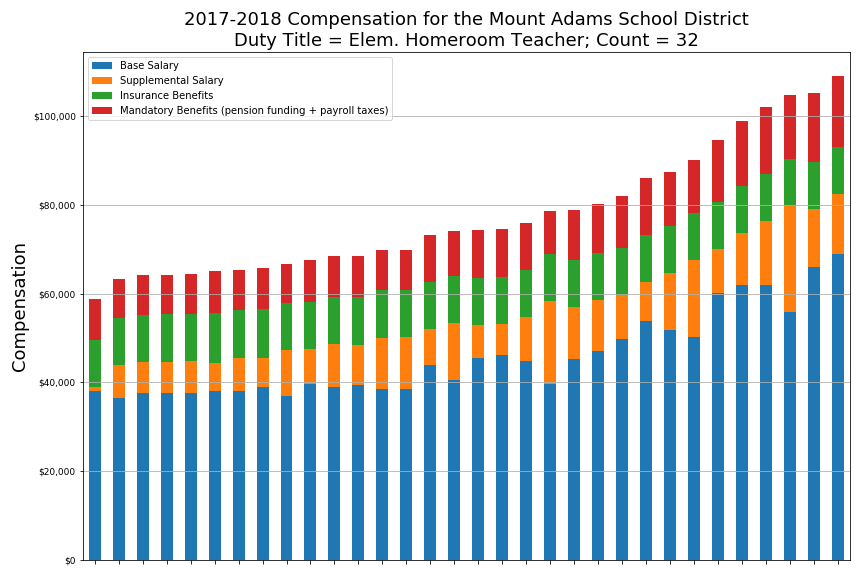 2017-2018 Compensation for the Mount Adams School District
Duty Title = Elem. Homeroom Teacher; Count = 32
Base Salary
Supplemental Salary
Insurance Benefits
Mandatory Benefits (pension funding + payroll taxes)
$100,000
$80,000
$60,000
$40,000
$20,000
$0
Compensation